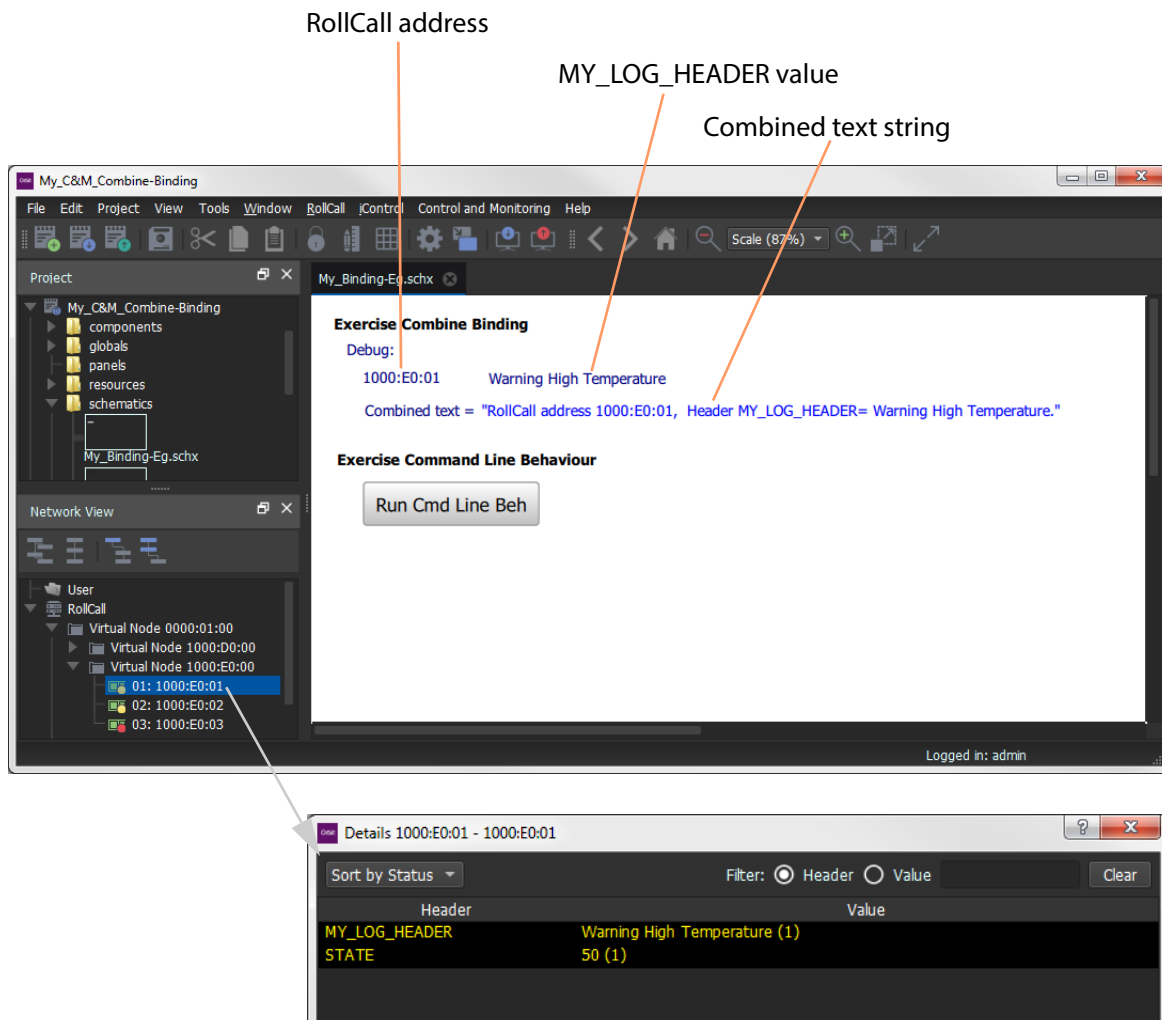 RollCall address
MY_LOG_HEADER value
Combined text string
Orbit My_C&M_Combine-Binding
File Edit Project View Tools Window RollCall iControl Control and Monitoring Help
Scale (87%)
Project
My_Binding-Eg.schx
My_C&M_Combine-Binding
components
globals
panels
resources
schematics
My_Binding-Eg.schx
Exercise Combine Binding
Debug:
1000:E0:01 Warning High Temperature
Combined text = "RollCall address 1000:E0:01, Header MY_LOG_HEADER= Warning High Temperature."
Exercise Command Line Behaviour
Run Cmd Line Beh
Network View
User
RollCall
Virtual Node 0000:01:00
Virtual Node 1000:D0:00
Virtual Node 1000:E0:00
01: 1000:E0:01
02: 1000:E0:02
03: 1000:E0:03
Logged in: admin
Orbit Details 1000:E0:01 - 1000:E0:01
Sort by Status Filter: Header Value Clear
Header Value
MY_LOG_HEADER Warning High Temperature (1)
STATE 50 (1)